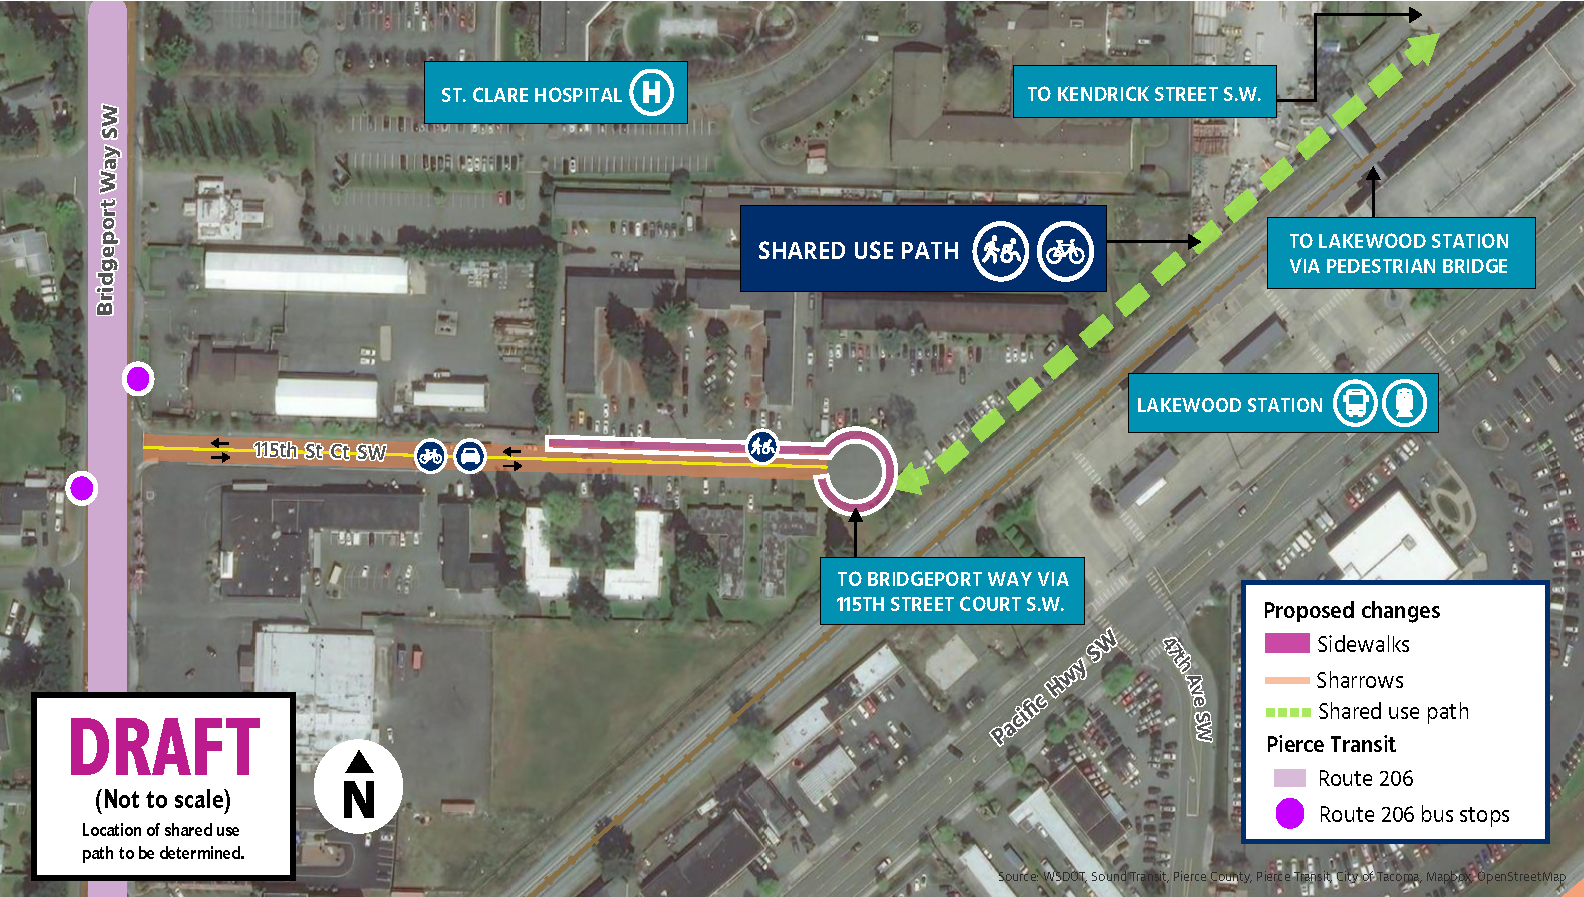 ST. CLARE HOSPITAL H
TO KENDRICK STREET S.W.
Bridgeport Way SW
SHARED USE PATH
TO LAKEWOOD STATION
VIA PEDESTRIAN BRIDGE
LAKEWOOD STATION
115th St Ct SW
TO BRIDGEPORT WAY VIA
115TH STREET COURT S.W.
Pacific Hwy SW
47th Ave SW
Proposed changes
Sidewalks
Sharrows
Shared use path
Pierce Transit
Route 206
Route 206 bus stops
DRAFT
(Not to scale)
Location of shared use
path to be determined.
N
Source: WSDOT, Sound Transit, Pierce County, Pierce Transit, City of Tacoma, Mapbox, OpenStreetMap